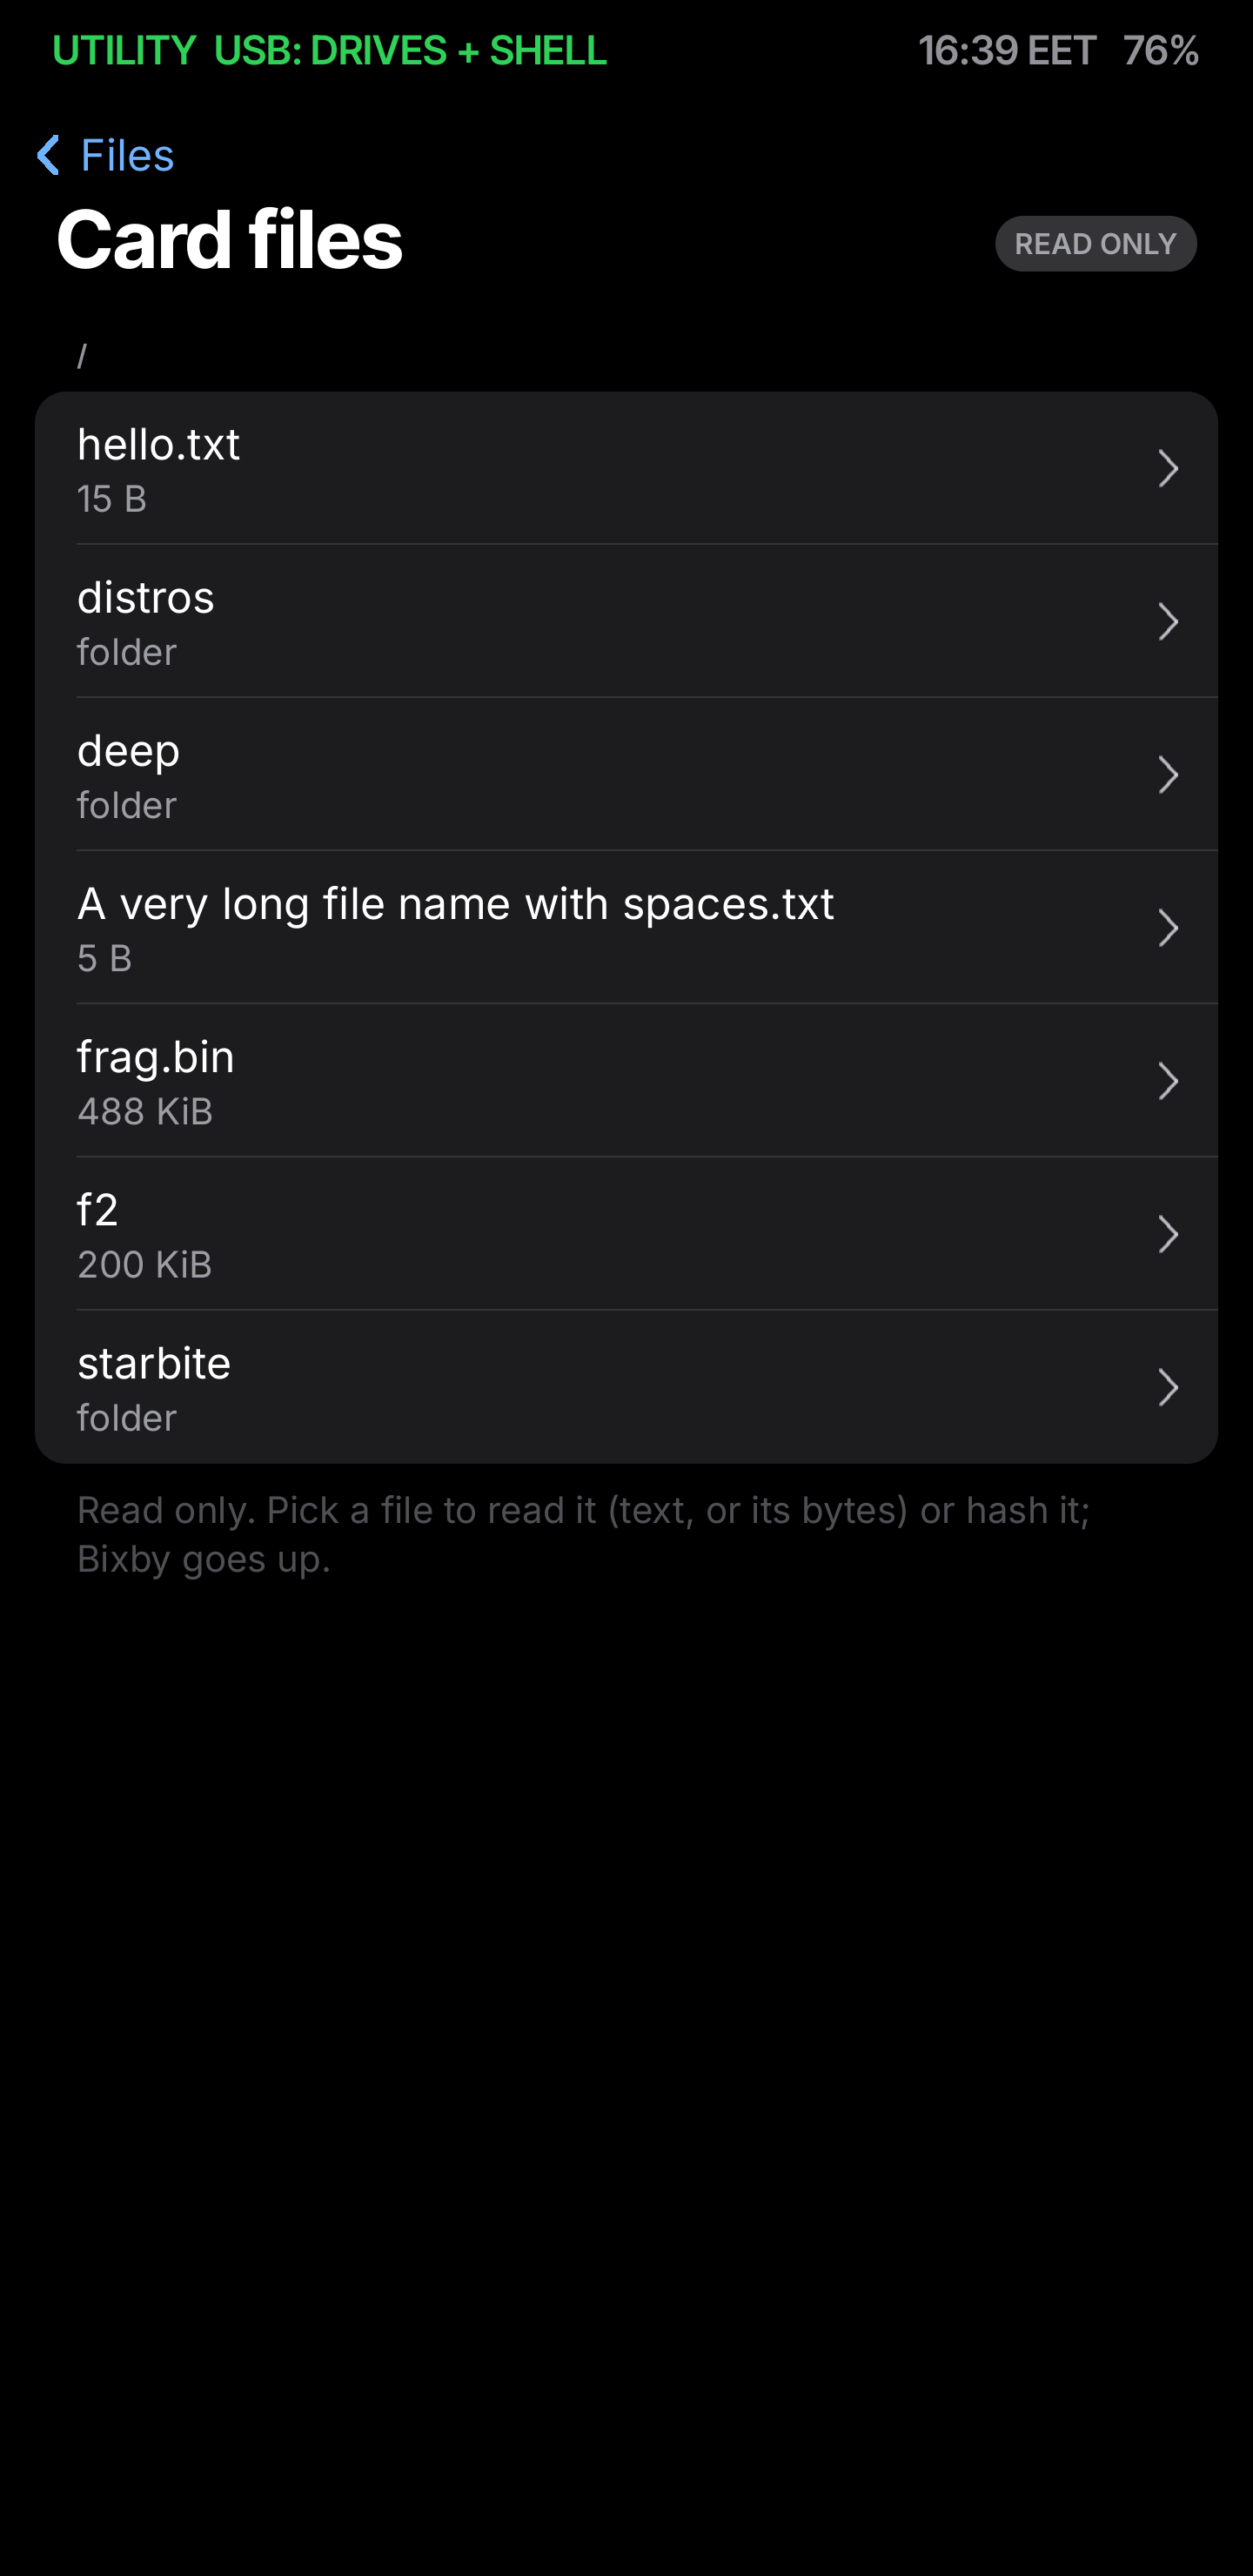 UTILITY USB: DRIVES + SHELL 16:39 EET 76%
Files
Card files
READ ONLY
/
hello.txt
15 B
distros
folder
deep
folder
A very long file name with spaces.txt
5 B
frag.bin
488 KiB
f2
200 KiB
starbite
folder
Read only. Pick a file to read it (text, or its bytes) or hash it;
Bixby goes up.